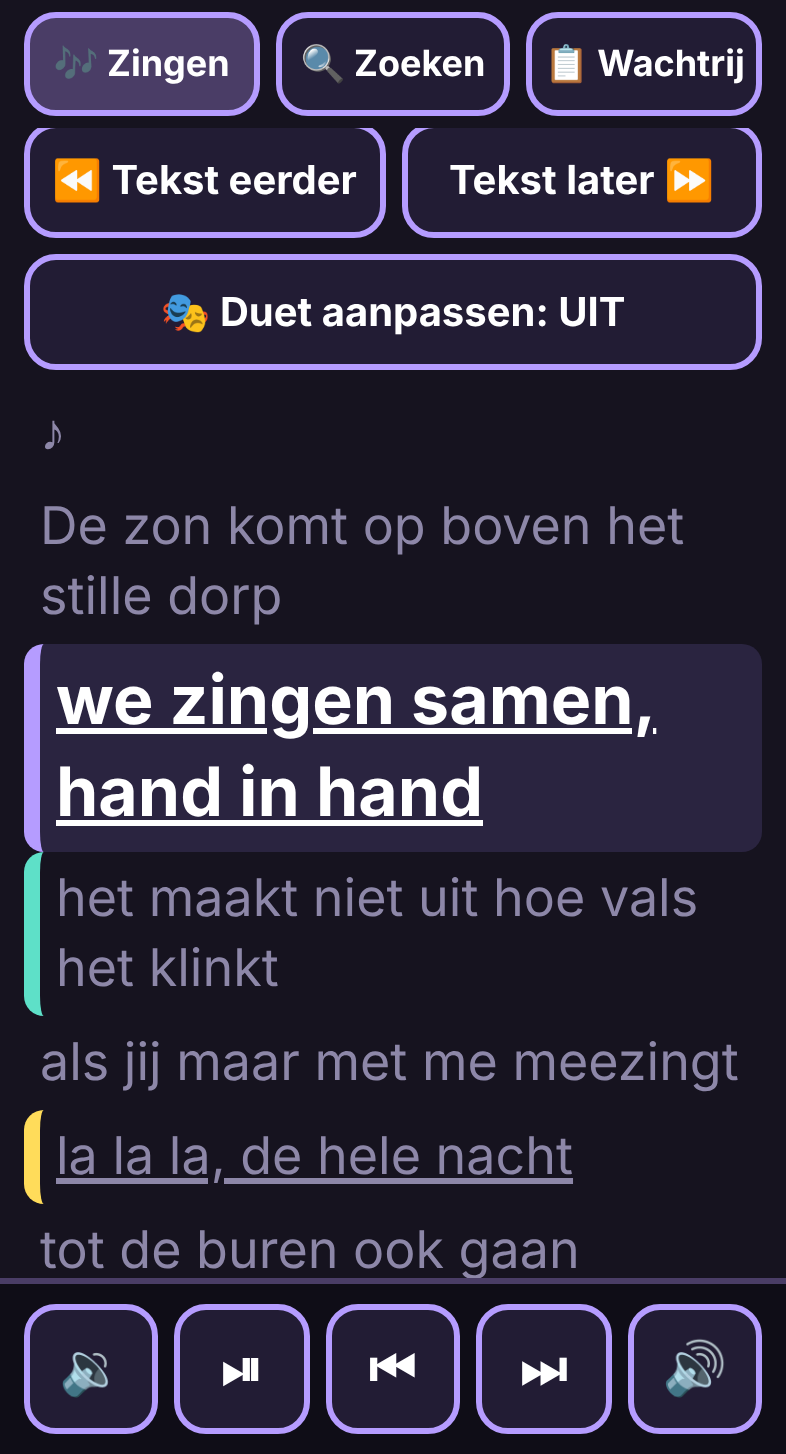 🎶 Zingen
🔍 Zoeken
📋 Wachtrij
⏪ Tekst eerder
Tekst later ⏩
🎭 Duet aanpassen: UIT
♪
De zon komt op boven het
stille dorp
we zingen samen,
hand in hand
het maakt niet uit hoe vals
het klinkt
als jij maar met me meezingt
la la la, de hele nacht
tot de buren ook gaan